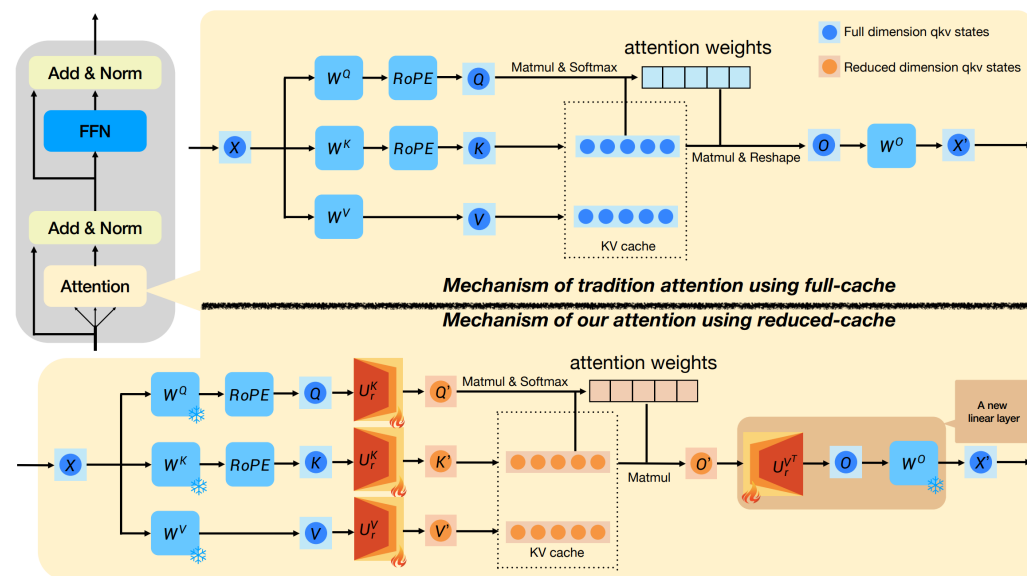 Add & Norm
FFN
Add & Norm
Attention
Full dimension qkv states
Reduced dimension qkv states
attention weights
Matmul & Softmax
W^Q
RoPE
Q
X
W^K
RoPE
K
Matmul & Reshape
O
W^O
X'
W^V
V
KV cache
Mechanism of tradition attention using full-cache
Mechanism of our attention using reduced-cache
attention weights
Matmul & Softmax
W^Q
RoPE
Q
U_r^K
Q'
A new
linear layer
X
W^K
RoPE
K
U_r^K
K'
Matmul
O'
U_r^{V^T}
O
W^O
X'
W^V
V
U_r^V
V'
KV cache